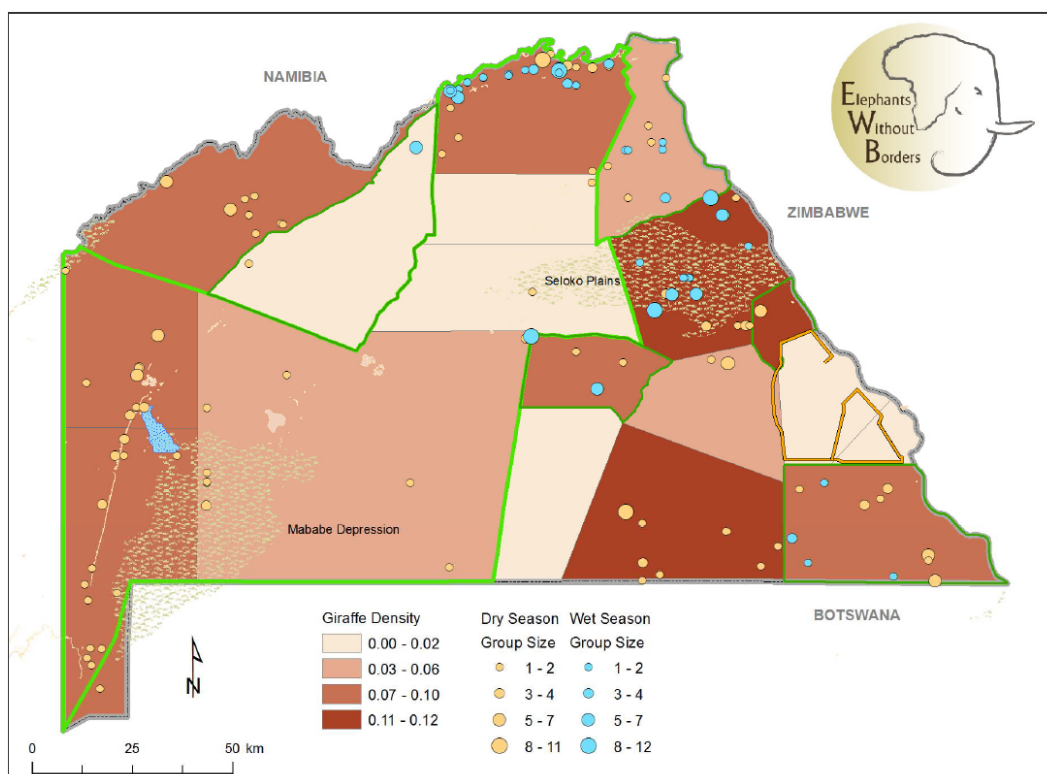 NAMIBIA
Elephants
Without
Borders
ZIMBABWE
Seloko Plains
Mababe Depression
BOTSWANA
Giraffe Density
0.00 - 0.02
0.03 - 0.06
0.07 - 0.10
0.11 - 0.12
Dry Season Wet Season
Group Size Group Size
1 - 2 1 - 2
3 - 4 3 - 4
5 - 7 5 - 7
8 - 11 8 - 12
N
0 25 50 km